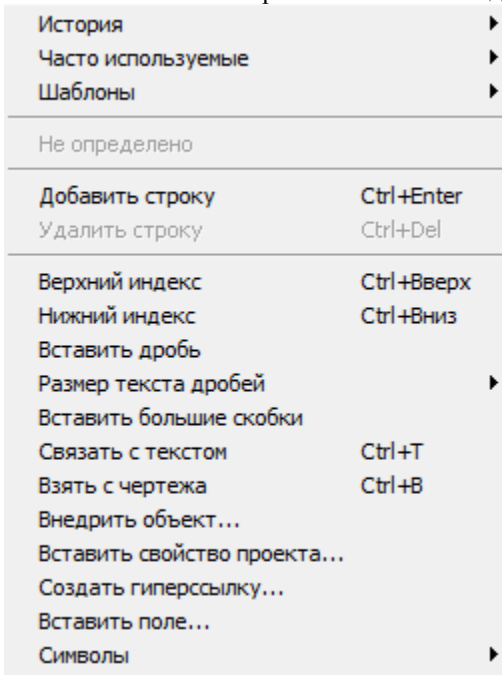 История
Часто используемые
Шаблоны
Не определено
Добавить строку Ctrl+Enter
Удалить строку Ctrl+Del
Верхний индекс Ctrl+Вверх
Нижний индекс Ctrl+Вниз
Вставить дробь
Размер текста дробей
Вставить большие скобки
Связать с текстом Ctrl+T
Взять с чертежа Ctrl+B
Внедрить объект...
Вставить свойство проекта...
Создать гиперссылку...
Вставить поле...
Символы